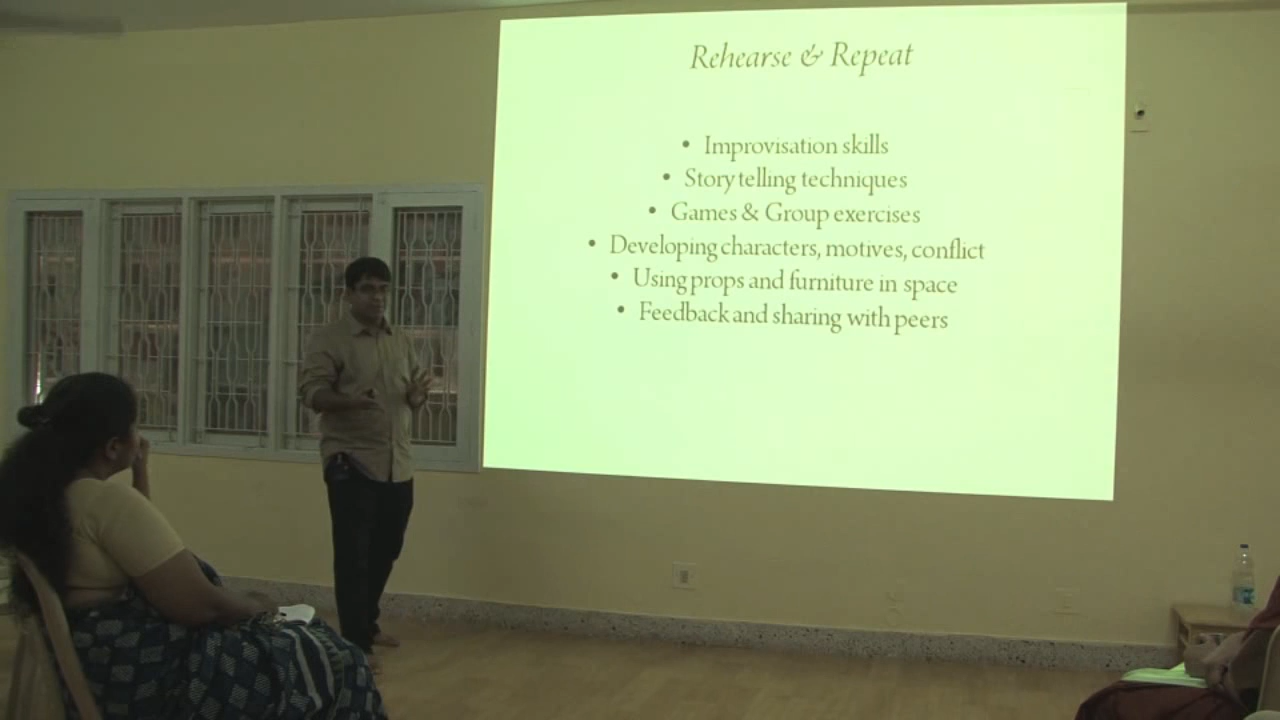 Rehearse & Repeat
• Improvisation skills
• Story telling techniques
• Games & Group exercises
• Developing characters, motives, conflict
• Using props and furniture in space
• Feedback and sharing with peers